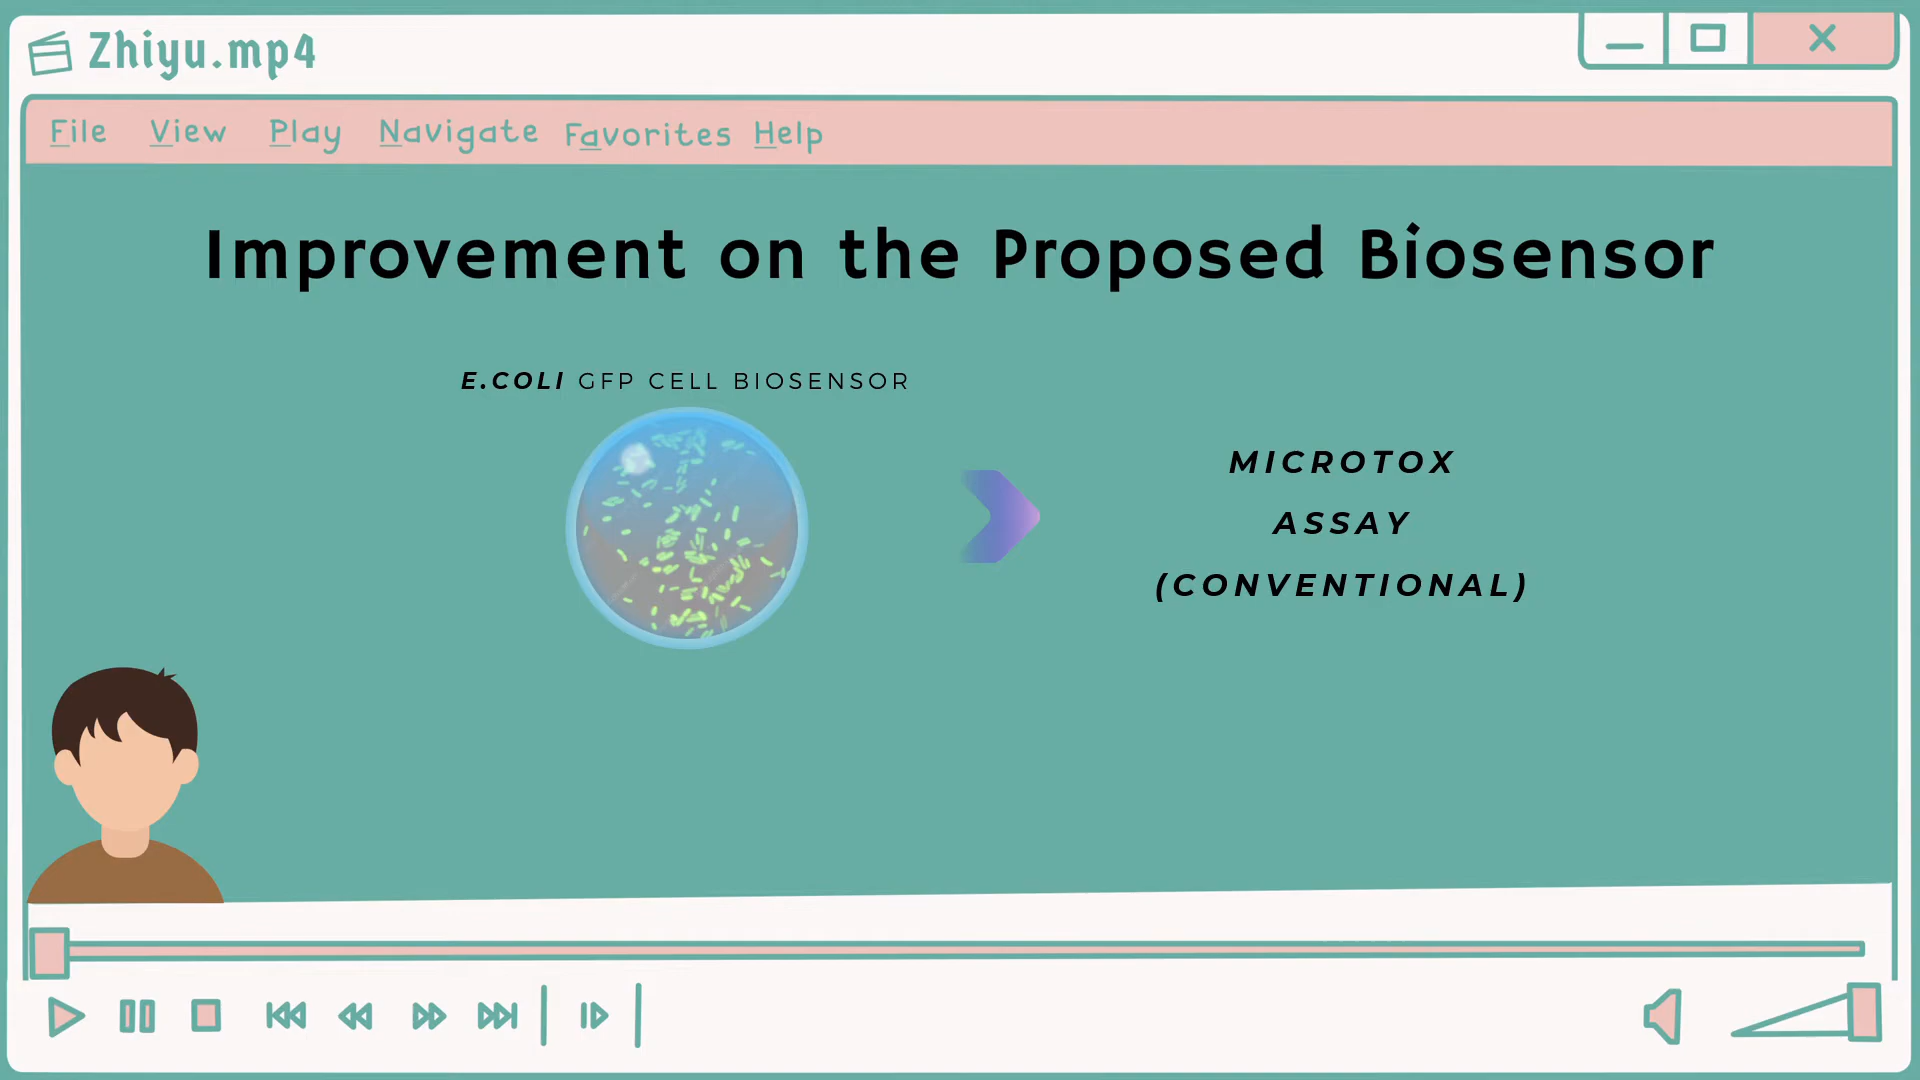 Zhiyu.mp4
File View Play Navigate Favorites Help
Improvement on the Proposed Biosensor
E.COLI GFP CELL BIOSENSOR
MICROTOX
ASSAY
(CONVENTIONAL)